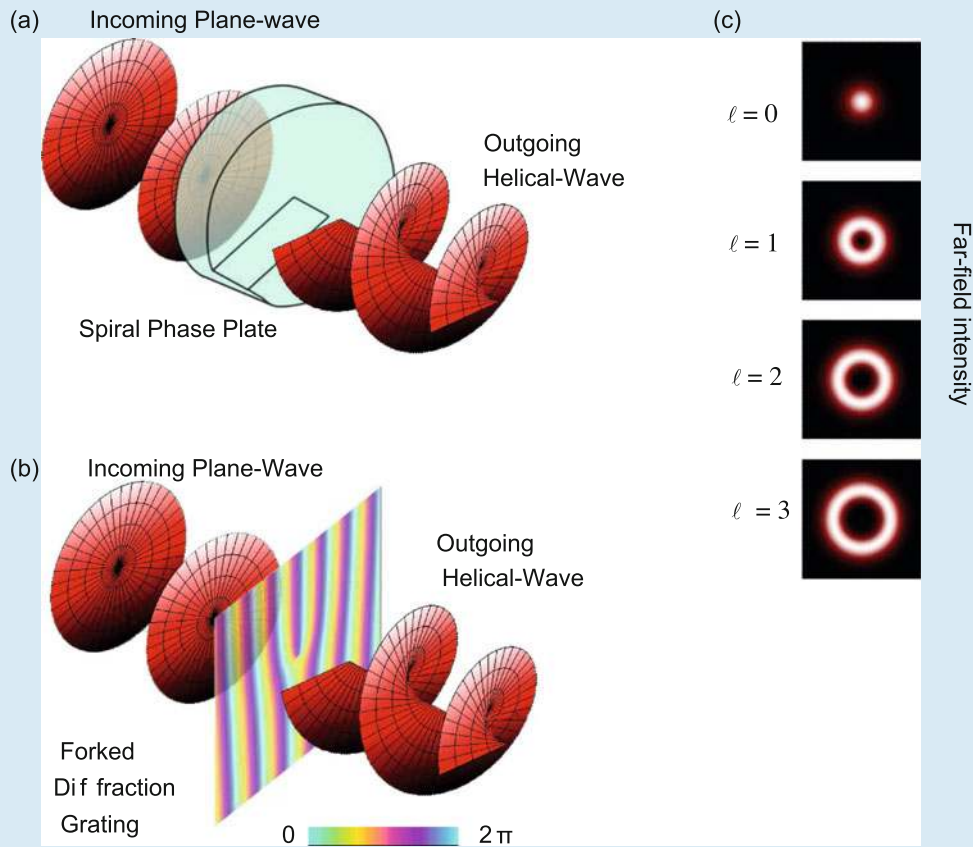 (a)
Incoming Plane-wave
Outgoing
Helical-Wave
Spiral Phase Plate
(b)
Incoming Plane-Wave
Outgoing
Helical-Wave
Forked
Dif fraction
Grating
0
2π
(c)
ℓ = 0
ℓ = 1
ℓ = 2
ℓ = 3
Far-field intensity